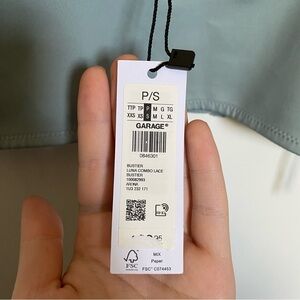 P/S
TTP TP P M G TG
XXS XS S M L XL
GARAGE®
0846301
BUSTIER
LUNA COMBO LACE
BUSTIER
100082993
ARENA
1U3 232 171
FSC
MIX
Paper
FSC® C074453